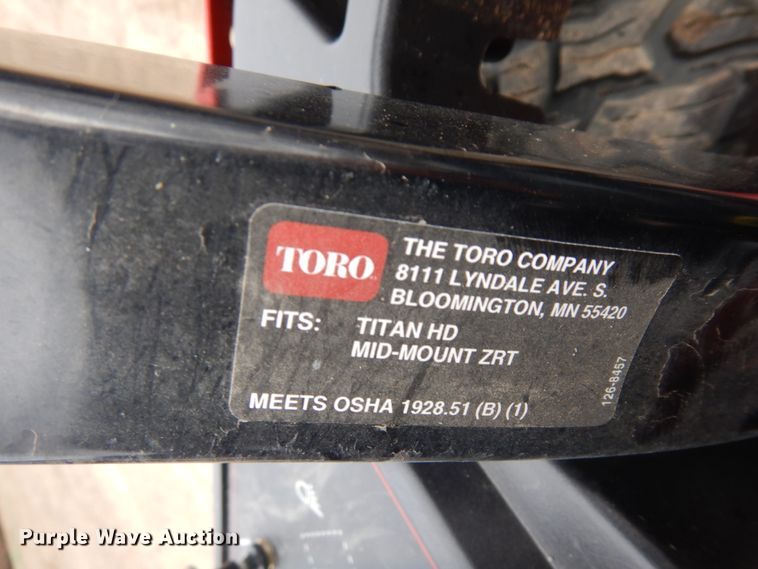 TORO
THE TORO COMPANY
8111 LYNDALE AVE. S.
BLOOMINGTON, MN 55420
FITS: TITAN HD
MID-MOUNT ZRT
MEETS OSHA 1928.51 (B) (1)
126-8457
Purple Wave Auction